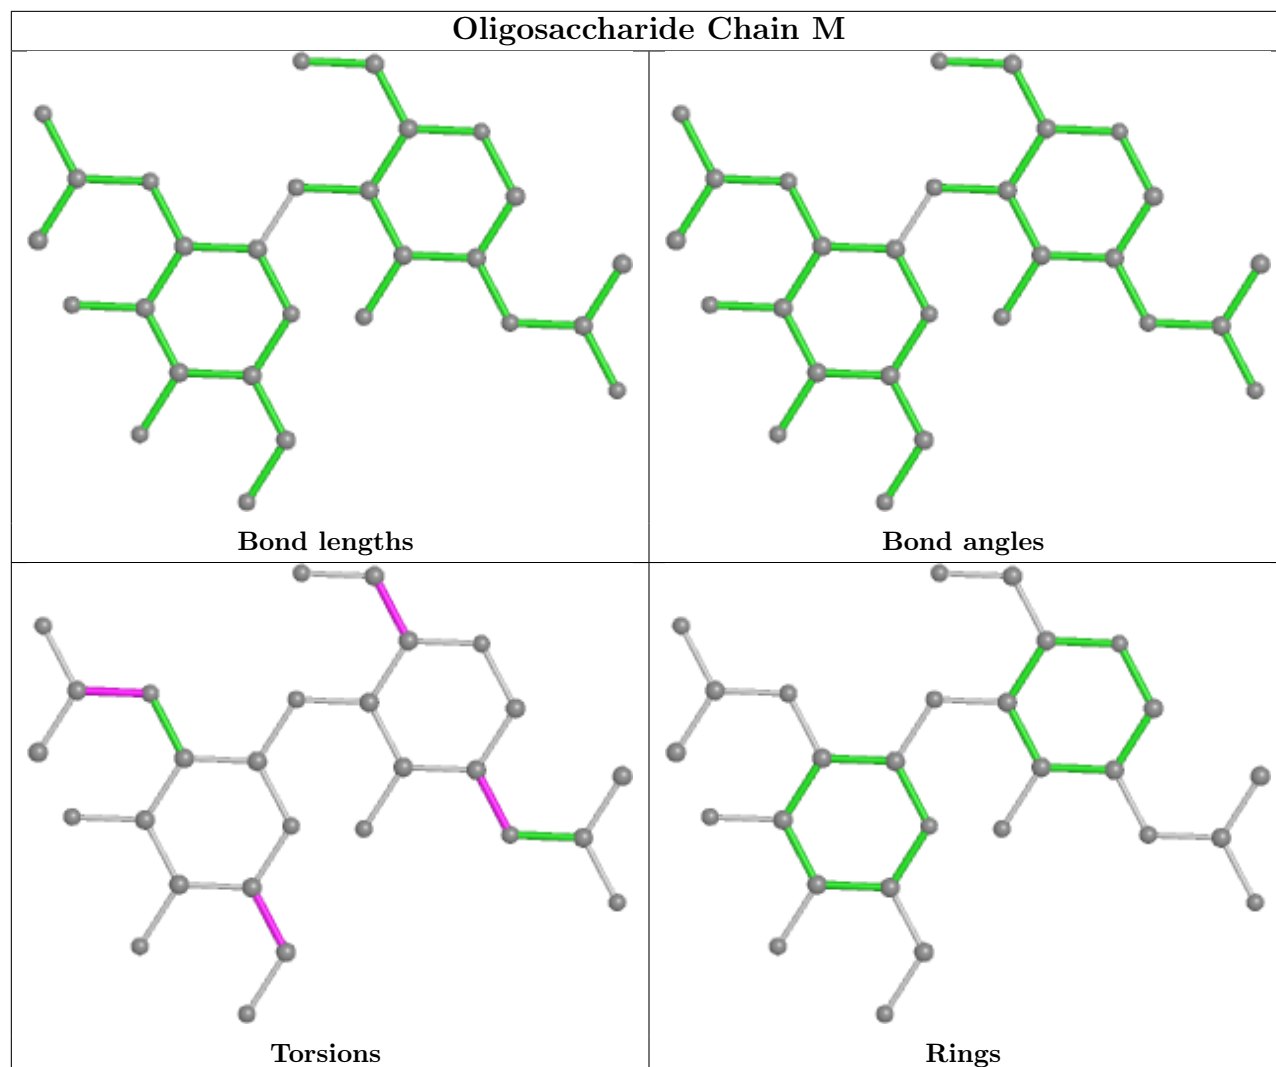 Oligosaccharide Chain M
Bond lengths
Bond angles
Torsions
Rings